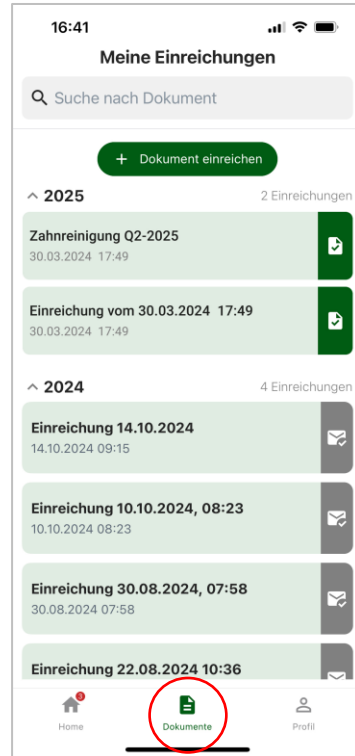 16:41
Meine Einreichungen
Suche nach Dokument
+ Dokument einreichen
2025 2 Einreichungen
Zahnreinigung Q2-2025
30.03.2024 17:49
Einreichung vom 30.03.2024 17:49
30.03.2024 17:49
2024 4 Einreichungen
Einreichung 14.10.2024
14.10.2024 09:15
Einreichung 10.10.2024, 08:23
10.10.2024 08:23
Einreichung 30.08.2024, 07:58
30.08.2024 07:58
Einreichung 22.08.2024 10:36
3
Home Dokumente Profil